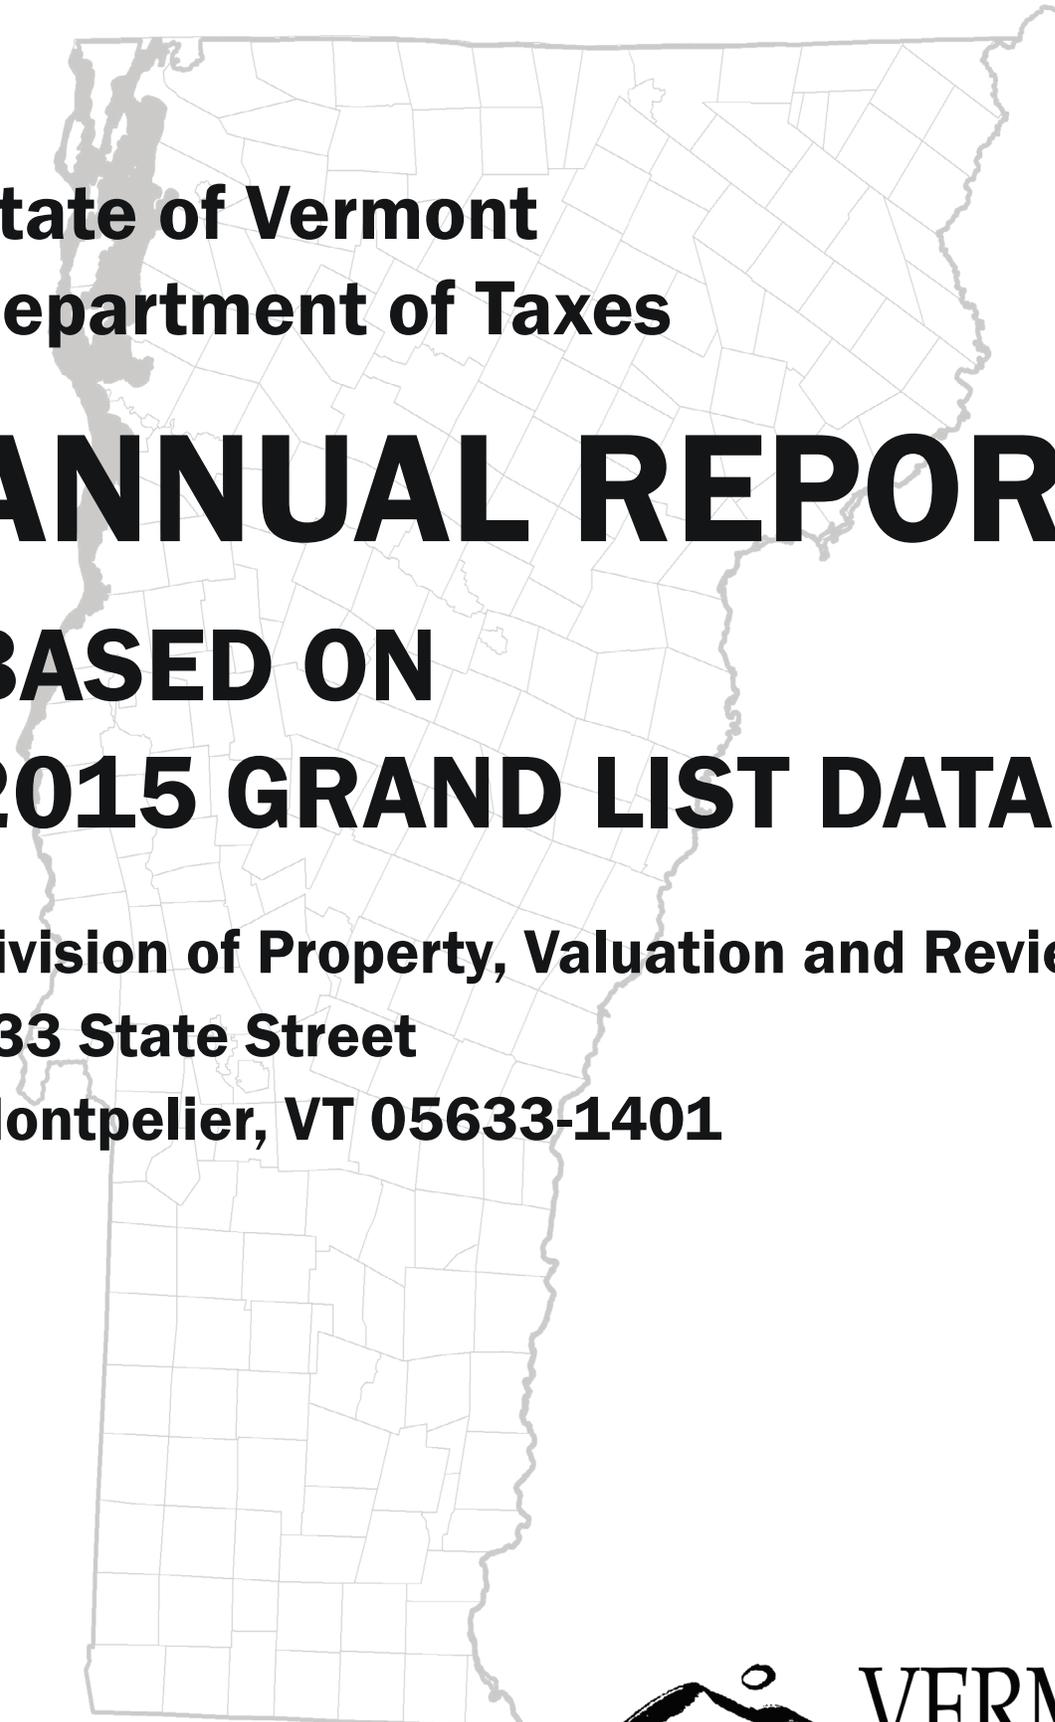 tate of Vermont
epartment of Taxes
ANNUAL REPOR
BASED ON
2015 GRAND LIST DATA
ivision of Property, Valuation and Revie
33 State Street
ontpelier, VT 05633-1401
VERM